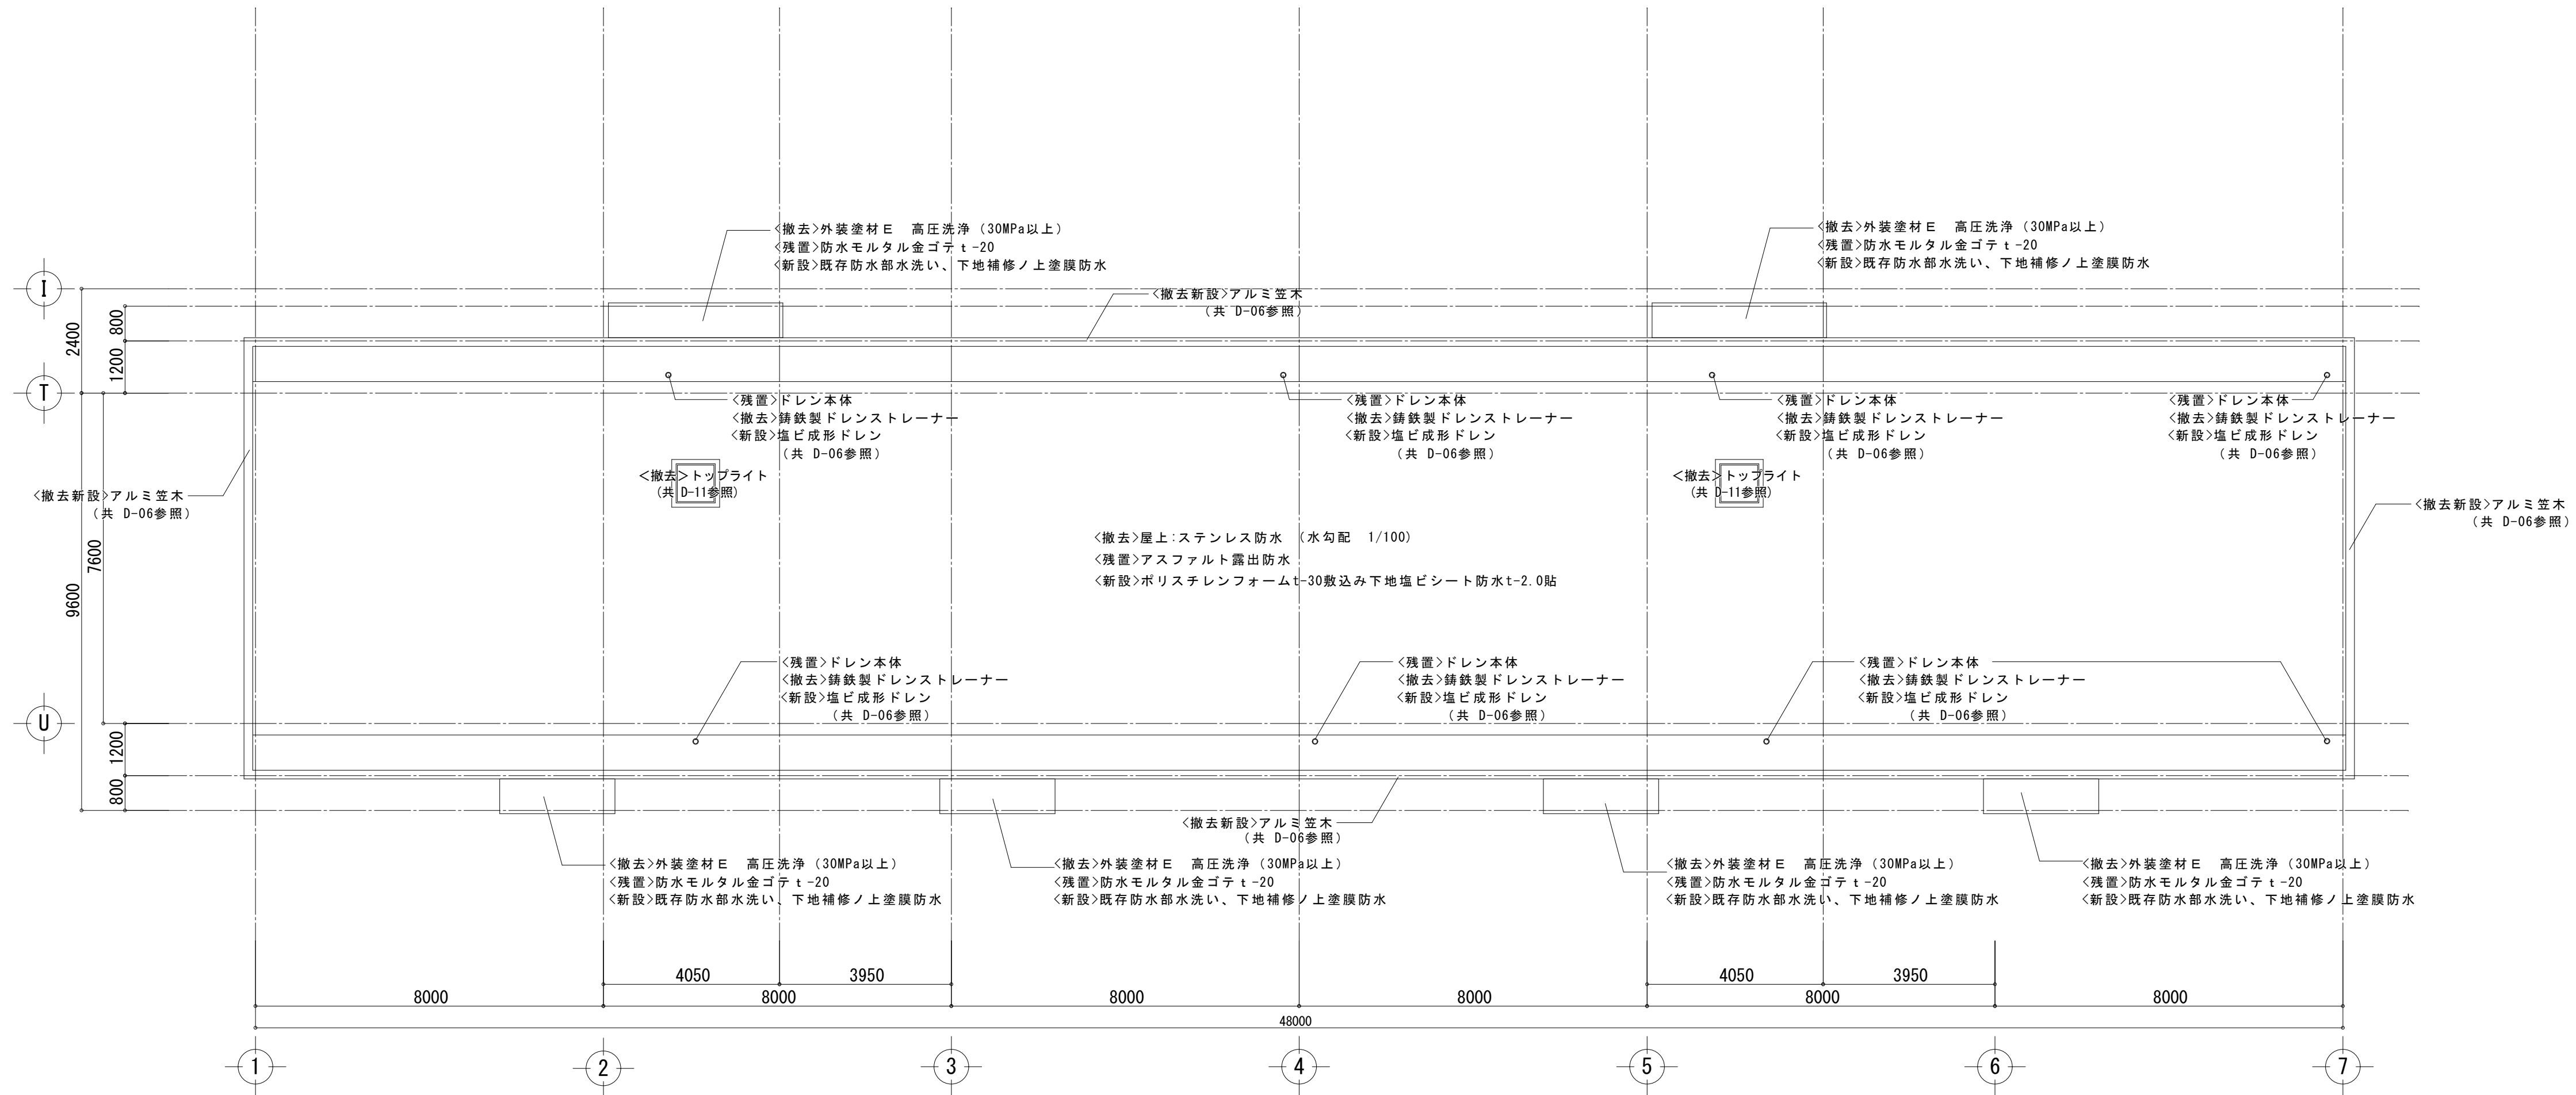 <撤去>外装塗材E　高圧洗浄（30MPa以上）
<残置>防水モルタル金ゴテｔ-20
<新設>既存防水部水洗い、下地補修ノ上塗膜防水
<撤去>外装塗材E　高圧洗浄（30MPa以上）
<残置>防水モルタル金ゴテｔ-20
<新設>既存防水部水洗い、下地補修ノ上塗膜防水
I
T
U
2400
800
1200
7600
9600
1200
800
<撤去新設>アルミ笠木
（共 D-06参照）
<残置>ドレン本体
<撤去>鋳鉄製ドレンストレーナー
<新設>塩ビ成形ドレン
（共 D-06参照）
<残置>ドレン本体
<撤去>鋳鉄製ドレンストレーナー
<新設>塩ビ成形ドレン
（共 D-06参照）
<残置>ドレン本体
<撤去>鋳鉄製ドレンストレーナー
<新設>塩ビ成形ドレン
（共 D-06参照）
<残置>ドレン本体
<撤去>鋳鉄製ドレンストレーナー
<新設>塩ビ成形ドレン
（共 D-06参照）
<撤去>トップライト
（共 D-11参照）
<撤去>トップライト
（共 D-11参照）
<撤去新設>アルミ笠木
（共 D-06参照）
<撤去新設>アルミ笠木
（共 D-06参照）
<撤去>屋上:ステンレス防水　（水勾配　1/100）
<残置>アスファルト露出防水
<新設>ポリスチレンフォームt-30敷込み下地塩ビシート防水t-2.0貼
<残置>ドレン本体
<撤去>鋳鉄製ドレンストレーナー
<新設>塩ビ成形ドレン
（共 D-06参照）
<残置>ドレン本体
<撤去>鋳鉄製ドレンストレーナー
<新設>塩ビ成形ドレン
（共 D-06参照）
<残置>ドレン本体
<撤去>鋳鉄製ドレンストレーナー
<新設>塩ビ成形ドレン
（共 D-06参照）
<撤去新設>アルミ笠木
（共 D-06参照）
<撤去>外装塗材E　高圧洗浄（30MPa以上）
<残置>防水モルタル金ゴテｔ-20
<新設>既存防水部水洗い、下地補修ノ上塗膜防水
<撤去>外装塗材E　高圧洗浄（30MPa以上）
<残置>防水モルタル金ゴテｔ-20
<新設>既存防水部水洗い、下地補修ノ上塗膜防水
<撤去>外装塗材E　高圧洗浄（30MPa以上）
<残置>防水モルタル金ゴテｔ-20
<新設>既存防水部水洗い、下地補修ノ上塗膜防水
<撤去>外装塗材E　高圧洗浄（30MPa以上）
<残置>防水モルタル金ゴテｔ-20
<新設>既存防水部水洗い、下地補修ノ上塗膜防水
4050 3950 4050 3950
8000 8000 8000 8000 8000 8000
48000
1 2 3 4 5 6 7